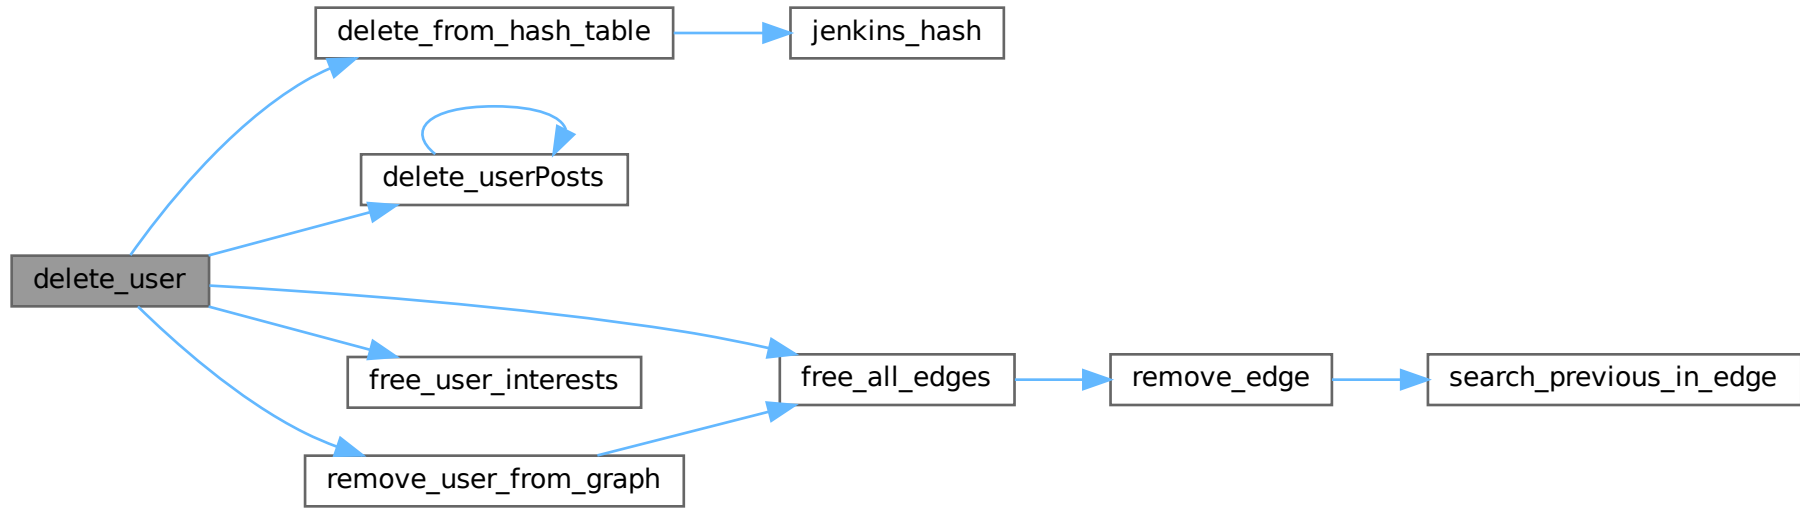 delete_from_hash_table
jenkins_hash
delete_userPosts
delete_user
free_user_interests
free_all_edges
remove_edge
search_previous_in_edge
remove_user_from_graph